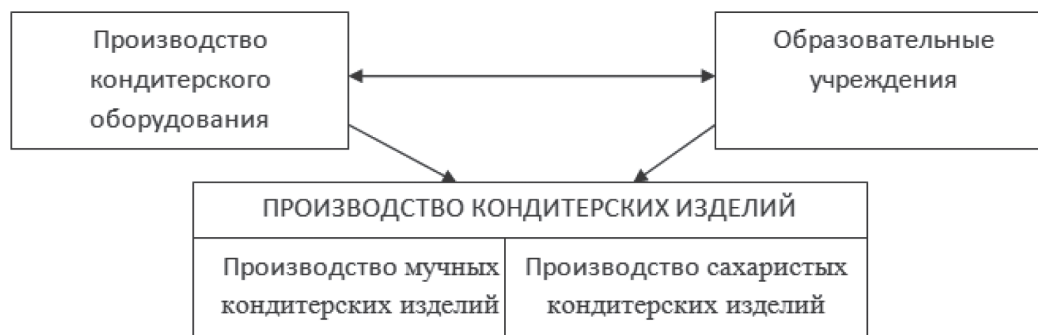 Производство
кондитерского
оборудования
Образовательные
учреждения
ПРОИЗВОДСТВО КОНДИТЕРСКИХ ИЗДЕЛИЙ
Производство мучных
кондитерских изделий
Производство сахаристых
кондитерских изделий